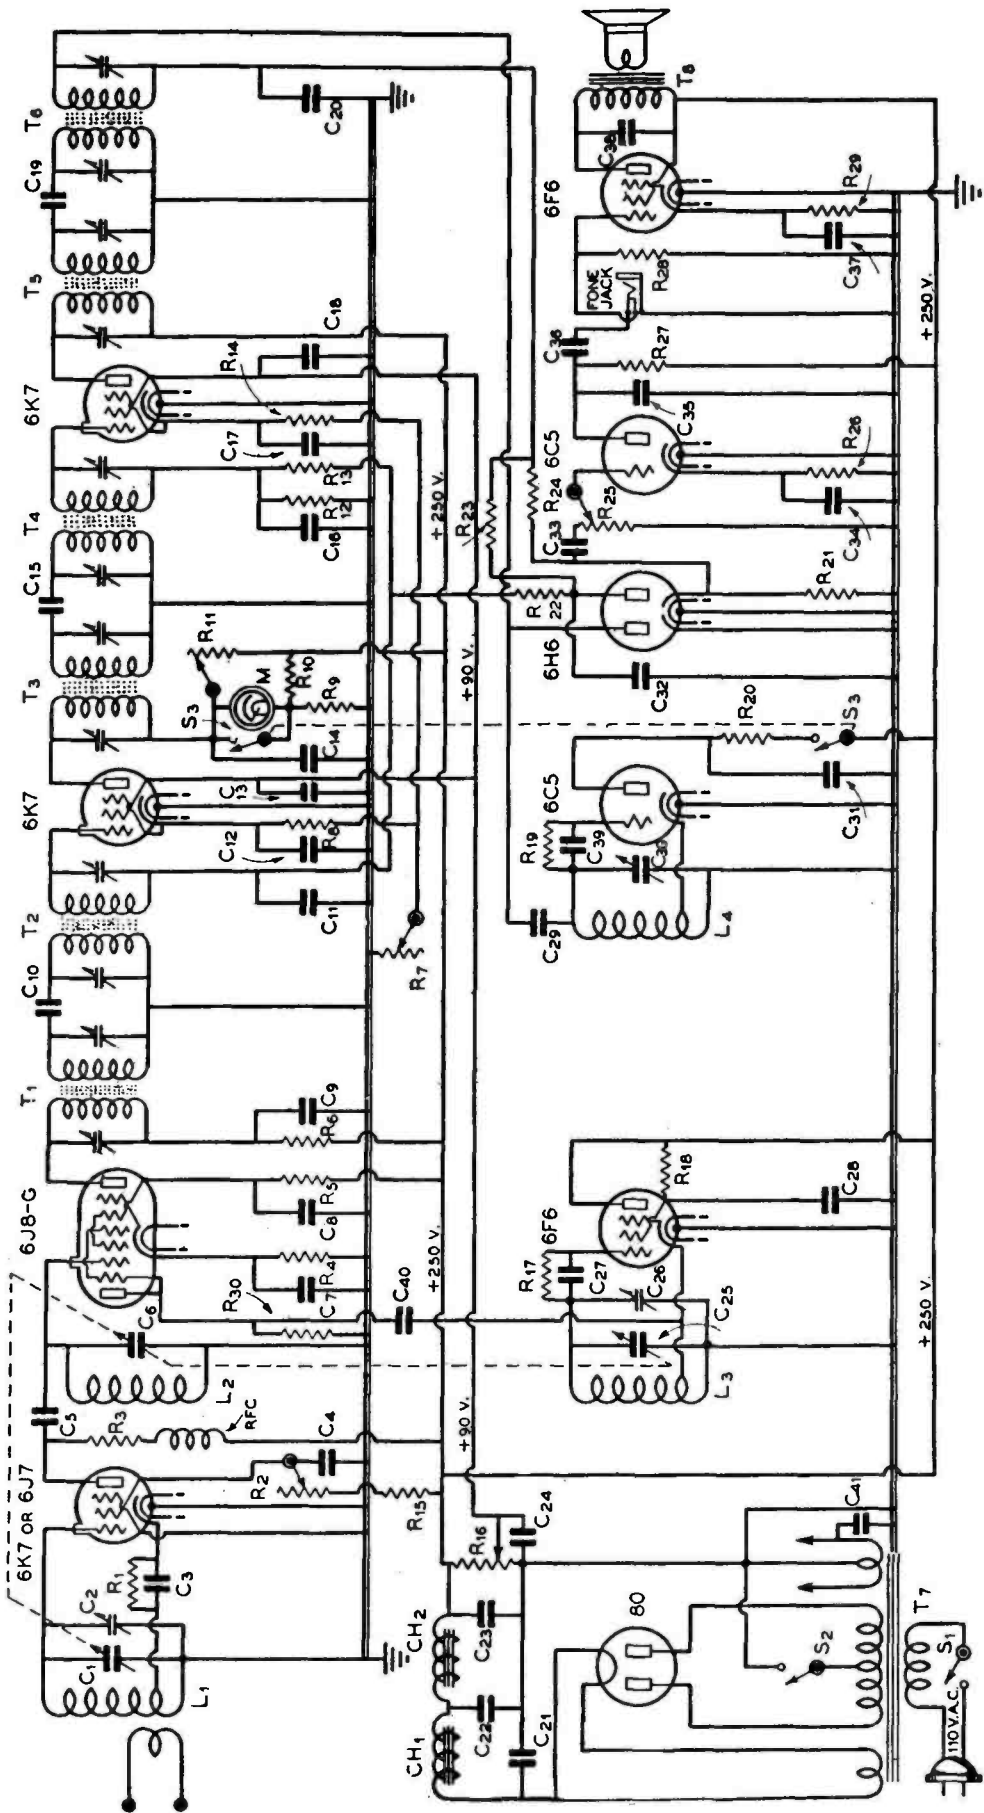 6K7 OR 6J7
6J8-G
T1
C10
T2
6K7
T3
C15
T4
6K7
T5
C19
T6
C1
C2
R1
C3
L1
C5
R3
RFC
L2
C6
R2
C4
R30
C7
R4
C8
R5
R6
C9
C11
C12
R8
C13
C14
S3
M
R9
R10
R11
C16
R12
R13
C17
R14
C18
C20
R7
R15
CH1
CH2
C22
C23
C21
R16
C24
+90 V.
+250 V.
C40
+90 V.
+250 V.
R23
R24
80
S2
C41
T7
S1
110 V.A.C.
R17
6F6
C27
C26
C25
L3
R18
C28
+250 V.
C29
R19
6C5
C39
C30
L4
C31
R20
S3
6H6
R22
C32
R21
C33
R25
6C5
C34
R26
C35
C36
R27
FONE JACK
R28
6F6
C38
C37
R29
T8
+250 V.